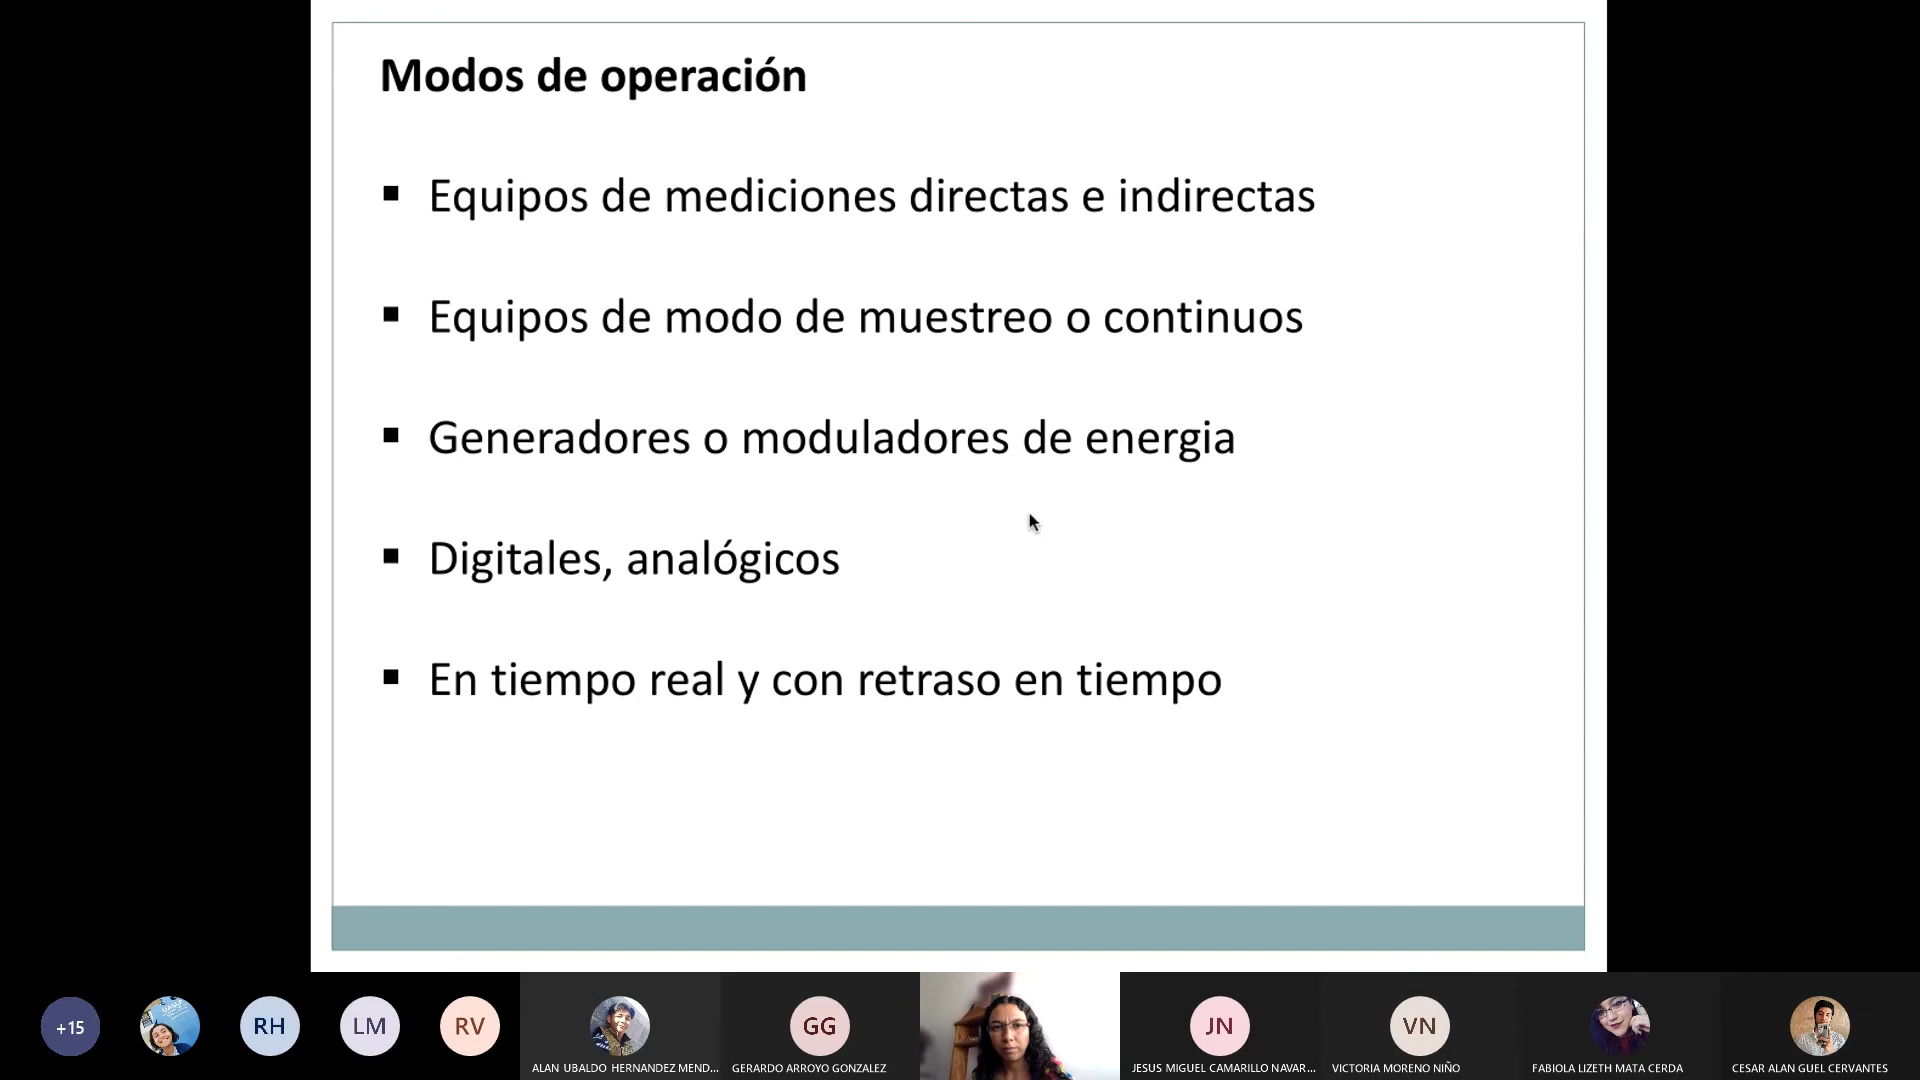 Modos de operación
▪ Equipos de mediciones directas e indirectas
▪ Equipos de modo de muestreo o continuos
▪ Generadores o moduladores de energia
▪ Digitales, analógicos
▪ En tiempo real y con retraso en tiempo
+15
RH
LM
RV
GG
JN
VN
ALAN UBALDO HERNANDEZ MEND...
GERARDO ARROYO GONZALEZ
JESUS MIGUEL CAMARILLO NAVAR...
VICTORIA MORENO NIÑO
FABIOLA LIZETH MATA CERDA
CESAR ALAN GUEL CERVANTES